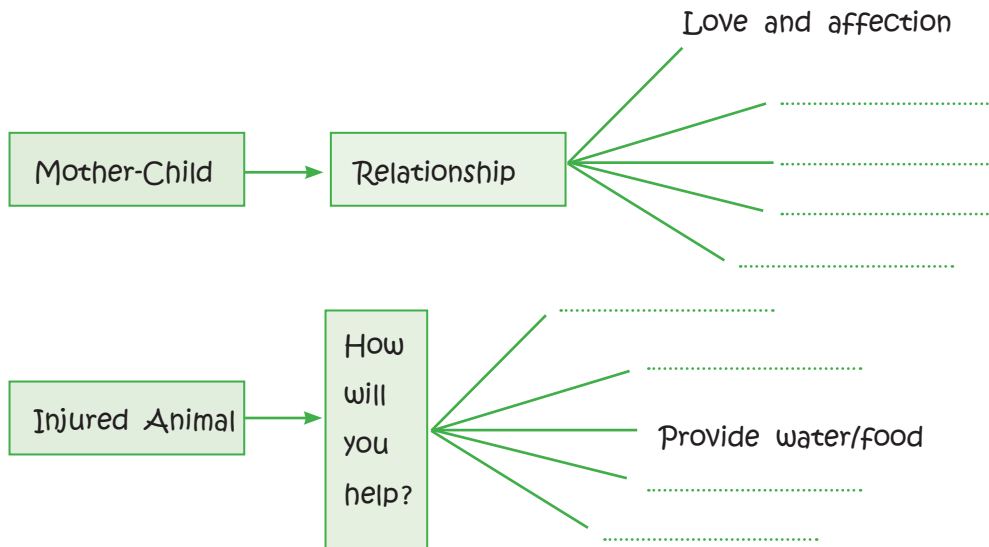 Love and affection
Mother-Child
Relationship
How
will
you
help?
Injured Animal
Provide water/food